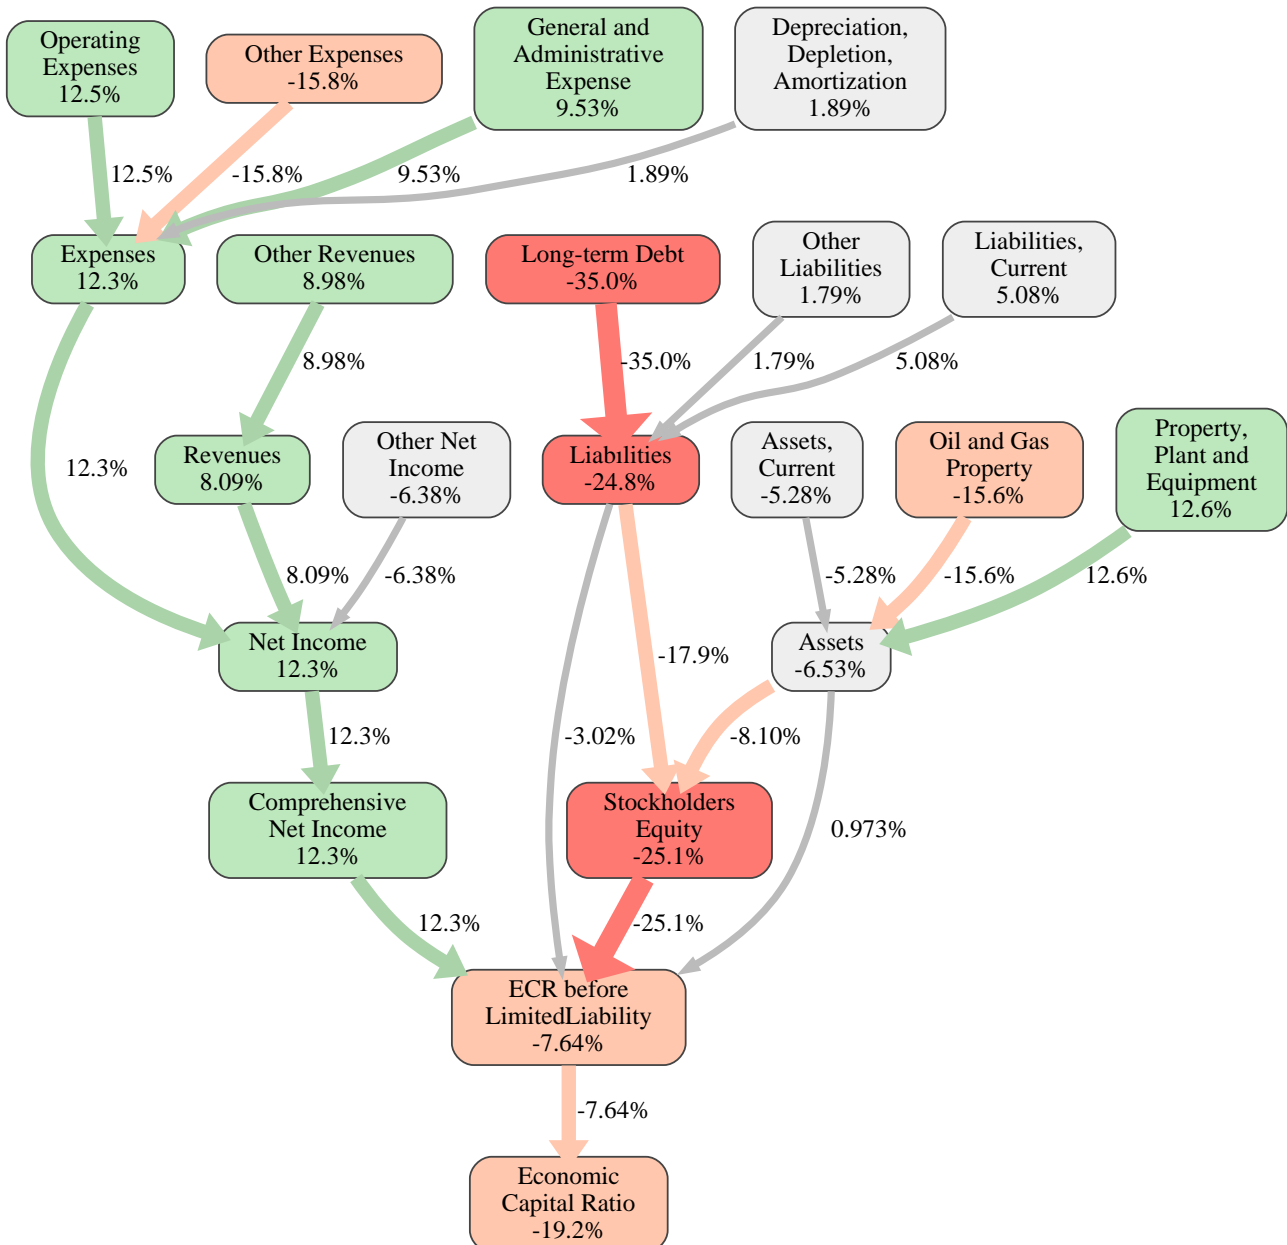 Operating
Expenses
12.5%
Other Expenses
-15.8%
General and
Administrative
Expense
9.53%
Depreciation,
Depletion,
Amortization
1.89%
12.5%
-15.8%
9.53%
1.89%
Expenses
12.3%
Other Revenues
8.98%
Long-term Debt
-35.0%
Other
Liabilities
1.79%
Liabilities,
Current
5.08%
8.98%
-35.0%
1.79%
5.08%
Revenues
8.09%
Other Net
Income
-6.38%
Liabilities
-24.8%
Assets,
Current
-5.28%
Oil and Gas
Property
-15.6%
Property,
Plant and
Equipment
12.6%
12.3%
8.09%
-6.38%
-5.28%
-15.6%
12.6%
Net Income
12.3%
-17.9%
Assets
-6.53%
12.3%
-3.02%
-8.10%
Comprehensive
Net Income
12.3%
Stockholders
Equity
-25.1%
0.973%
12.3%
-25.1%
ECR before
LimitedLiability
-7.64%
-7.64%
Economic
Capital Ratio
-19.2%